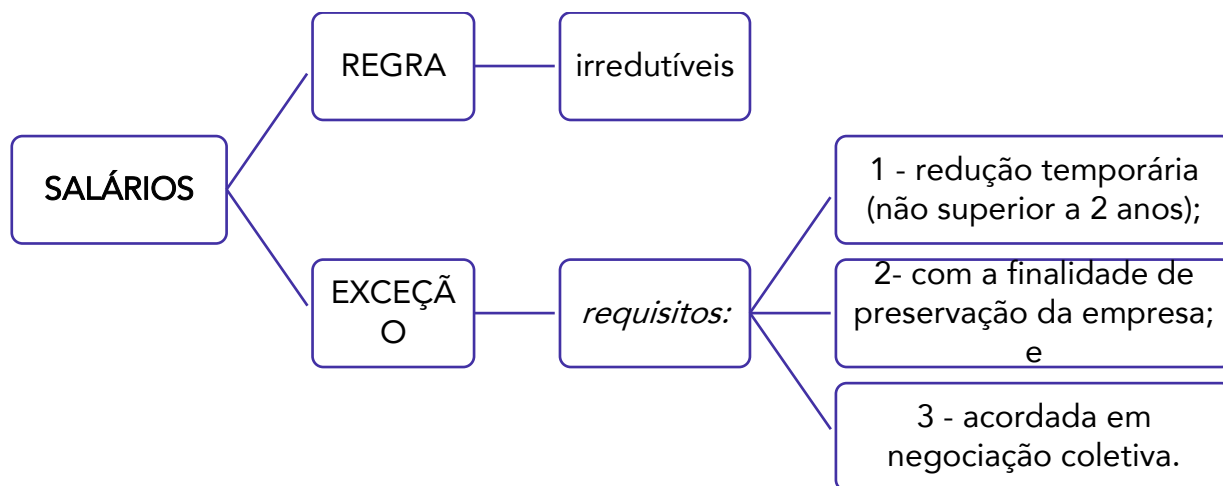 REGRA
irredutíveis
SALÁRIOS
EXCEÇÃ
O
requisitos:
1 - redução temporária
(não superior a 2 anos);
2- com a finalidade de
preservação da empresa;
e
3 - acordada em
negociação coletiva.